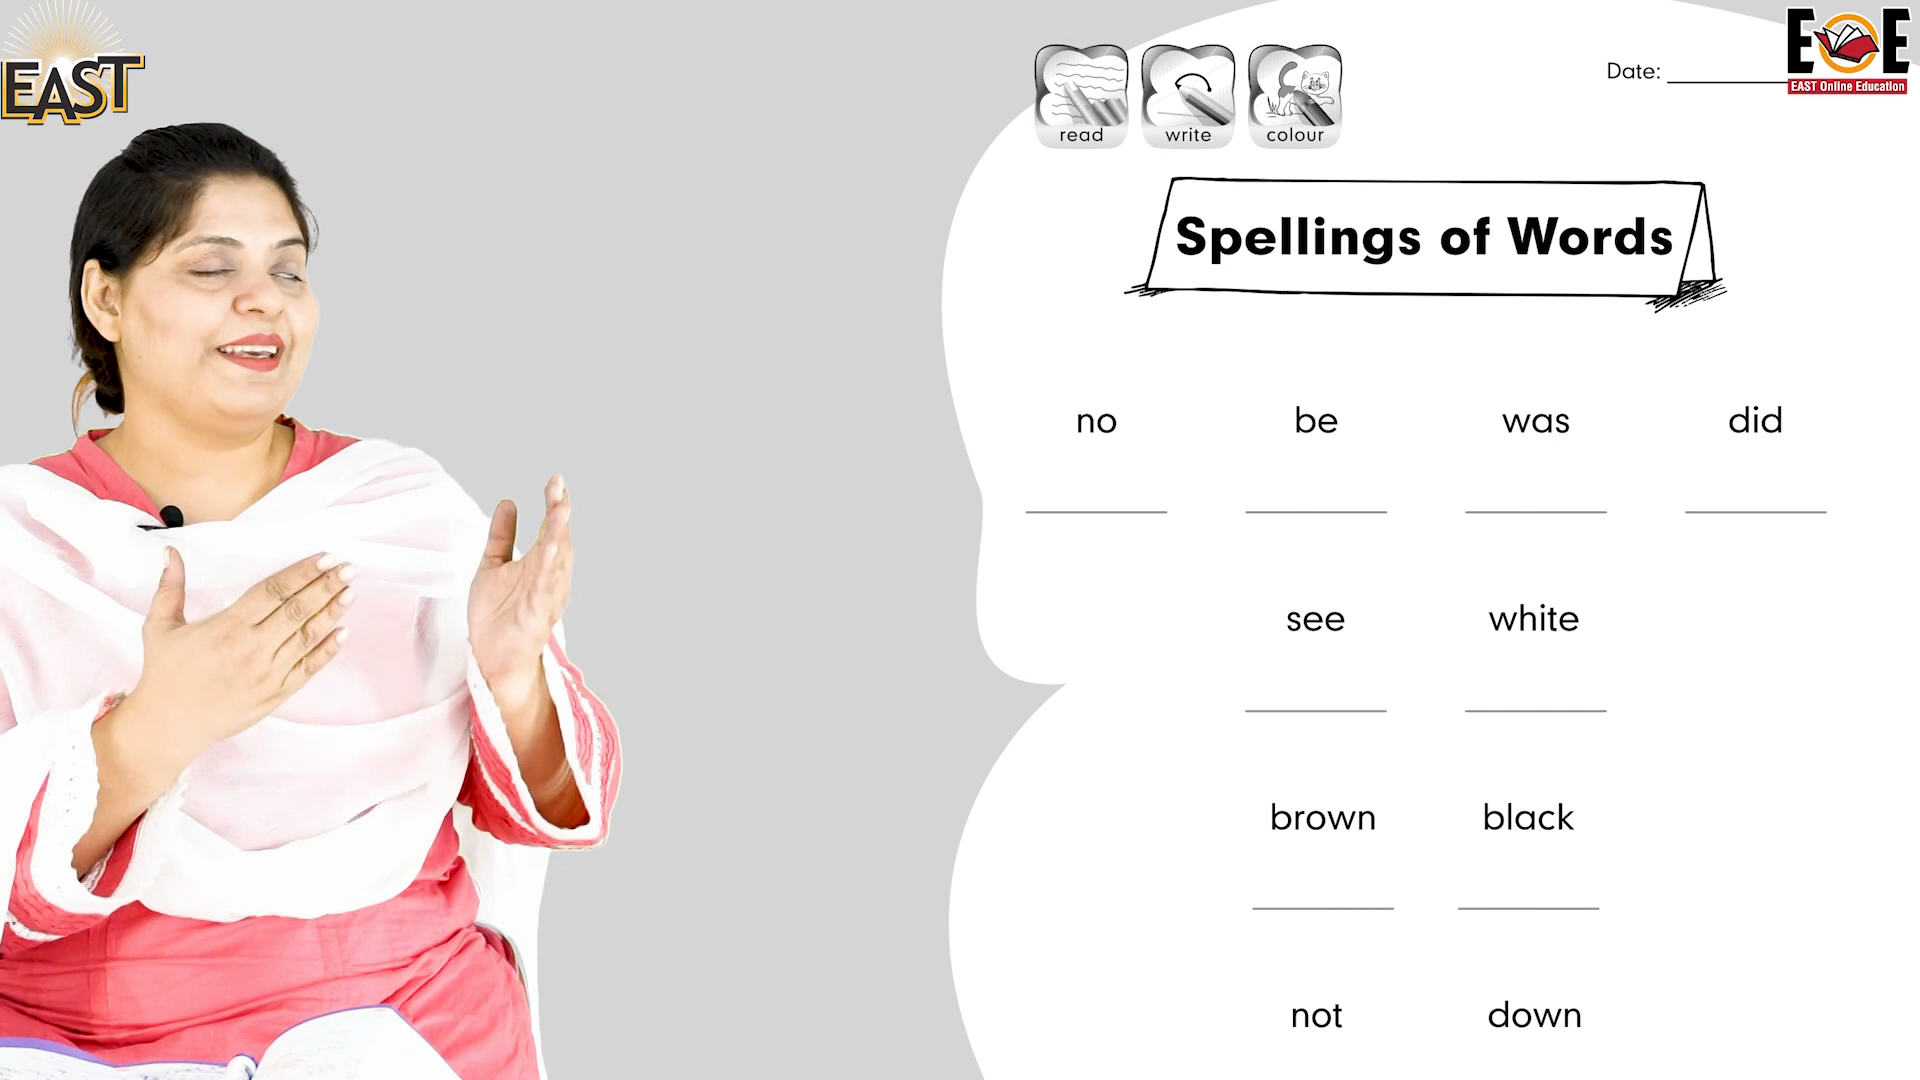 EAST
read write colour
Date:
EOE
EAST Online Education
Spellings of Words
no be was did
see white
brown black
not down